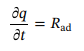 ∂q/∂t = R_ad